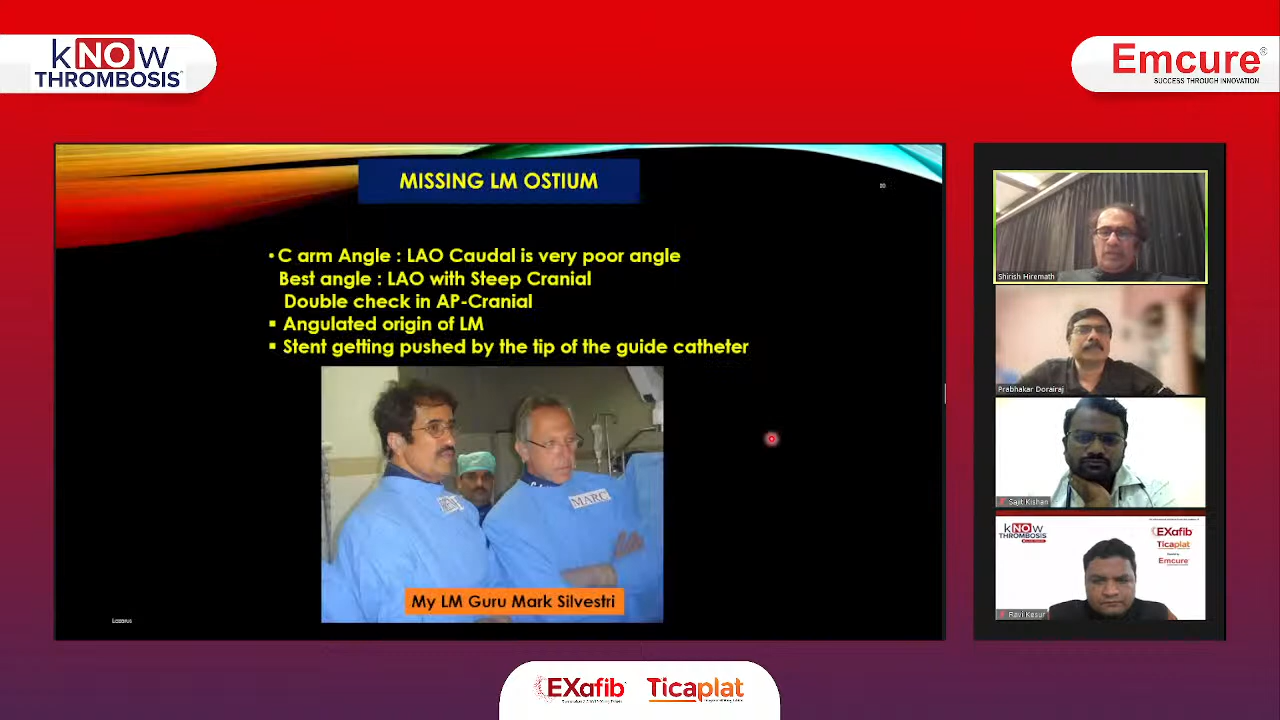 kNOw
THROMBOSIS
Emcure®
SUCCESS THROUGH INNOVATION
MISSING LM OSTIUM
• C arm Angle : LAO Caudal is very poor angle
Best angle : LAO with Steep Cranial
Double check in AP-Cranial
▪ Angulated origin of LM
▪ Stent getting pushed by the tip of the guide catheter
MARC
My LM Guru Mark Silvestri
Shirish Hiremath
Prabhakar Dorairaj
Sajit Kishan
kNOw
THROMBOSIS
EXafib
Ticaplat
Emcure
Ravi Kesur
EXafib
Ticaplat